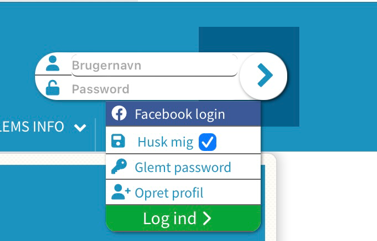 Brugernavn
Password
Facebook login
LEMS INFO
Husk mig
Glemt password
Opret profil
Log ind